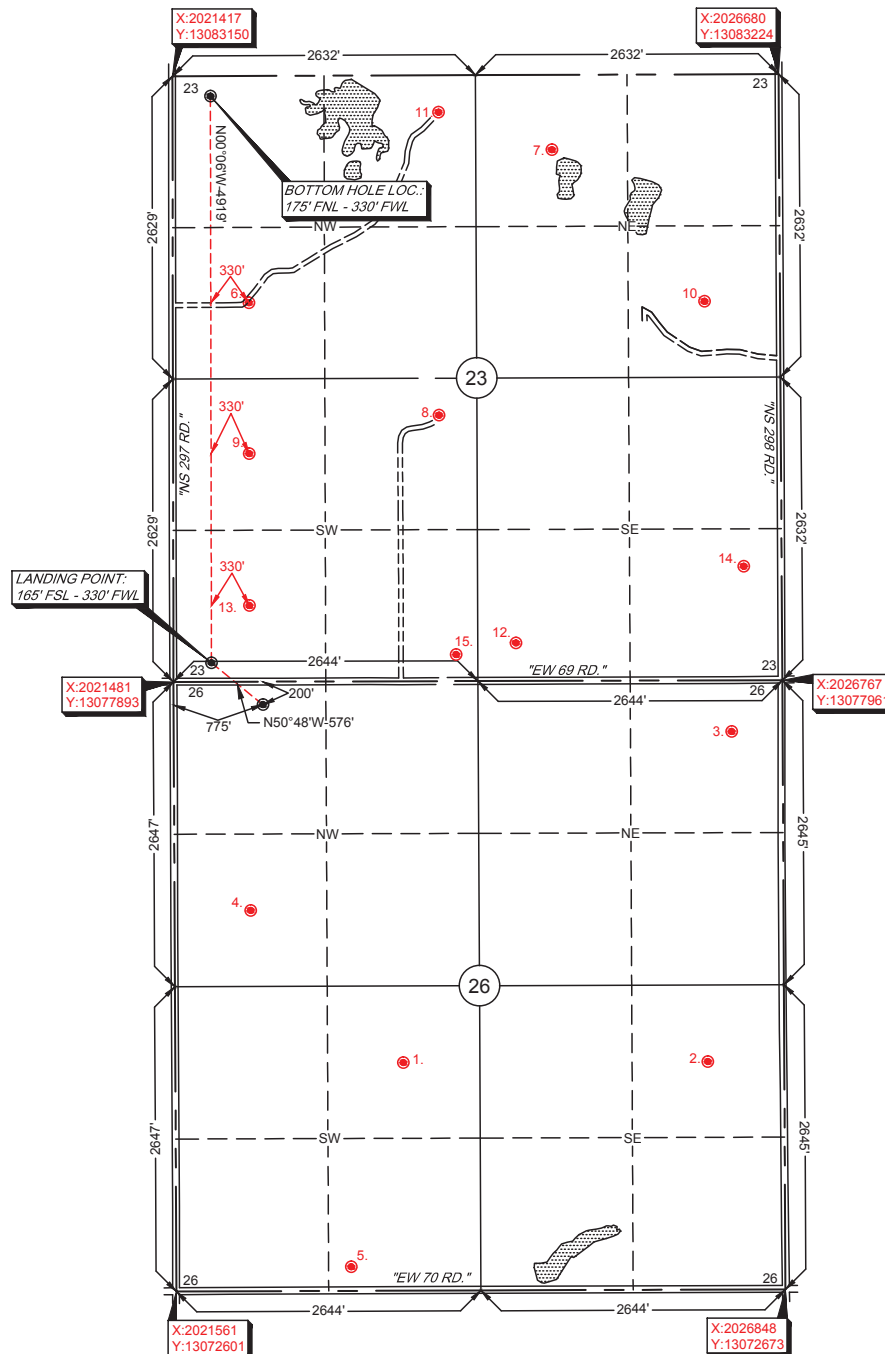 X:2021417
Y:13083150
X:2026680
Y:13083224
2632'
2632'
23
23
11.
7.
N00°06'W-4919'
BOTTOM HOLE LOC.:
175' FNL - 330' FWL
2629'
NW
NE
2632'
330'
6.
10.
23
"NS 297 RD."
"NS 298 RD."
330'
9.
8.
2629'
SW
SE
2632'
LANDING POINT:
165' FSL - 330' FWL
330'
13.
14.
15.
12.
23
2644'
"EW 69 RD."
23
X:2021481
Y:13077893
26
200'
775'
N50°48'W-576'
2644'
26
X:2026767
Y:13077961
3.
2647'
NW
NE
2645'
4.
26
1.
2.
2647'
SW
SE
2645'
5.
"EW 70 RD."
26
26
2644'
2644'
X:2021561
Y:13072601
X:2026848
Y:13072673